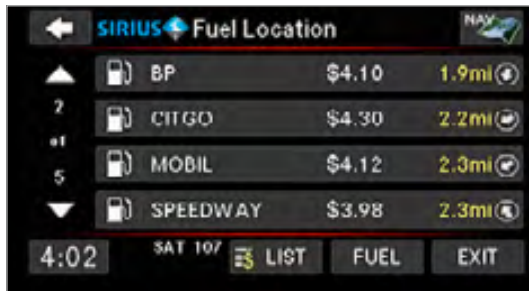 SIRIUS Fuel Location NAV
BP $4.10 1.9mi
2 CITGO $4.30 2.2mi
of
5 MOBIL $4.12 2.3mi
SPEEDWAY $3.98 2.3mi
4:02 SAT 107 LIST FUEL EXIT